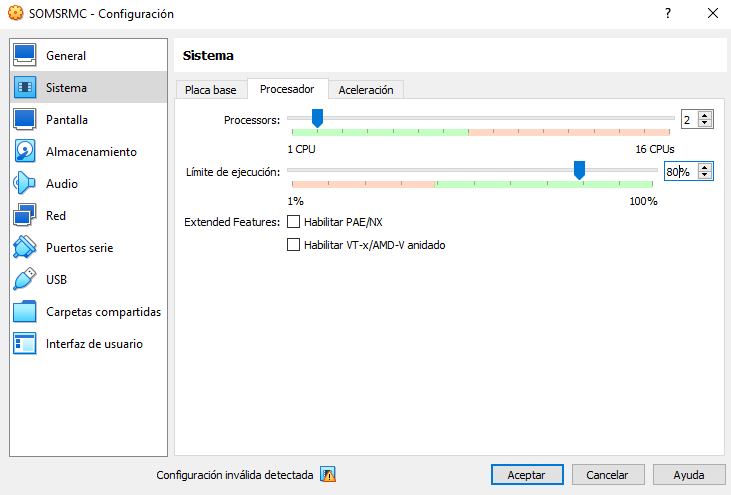 SOMSRMC - Configuración
?
General
Sistema
Pantalla
Almacenamiento
Audio
Red
Puertos serie
USB
Carpetas compartidas
Interfaz de usuario
Sistema
Placa base Procesador Aceleración
Processors: 2
1 CPU 16 CPUs
Límite de ejecución: 80%
1% 100%
Extended Features: Habilitar PAE/NX
Habilitar VT-x/AMD-V anidado
Configuración inválida detectada Aceptar Cancelar Ayuda